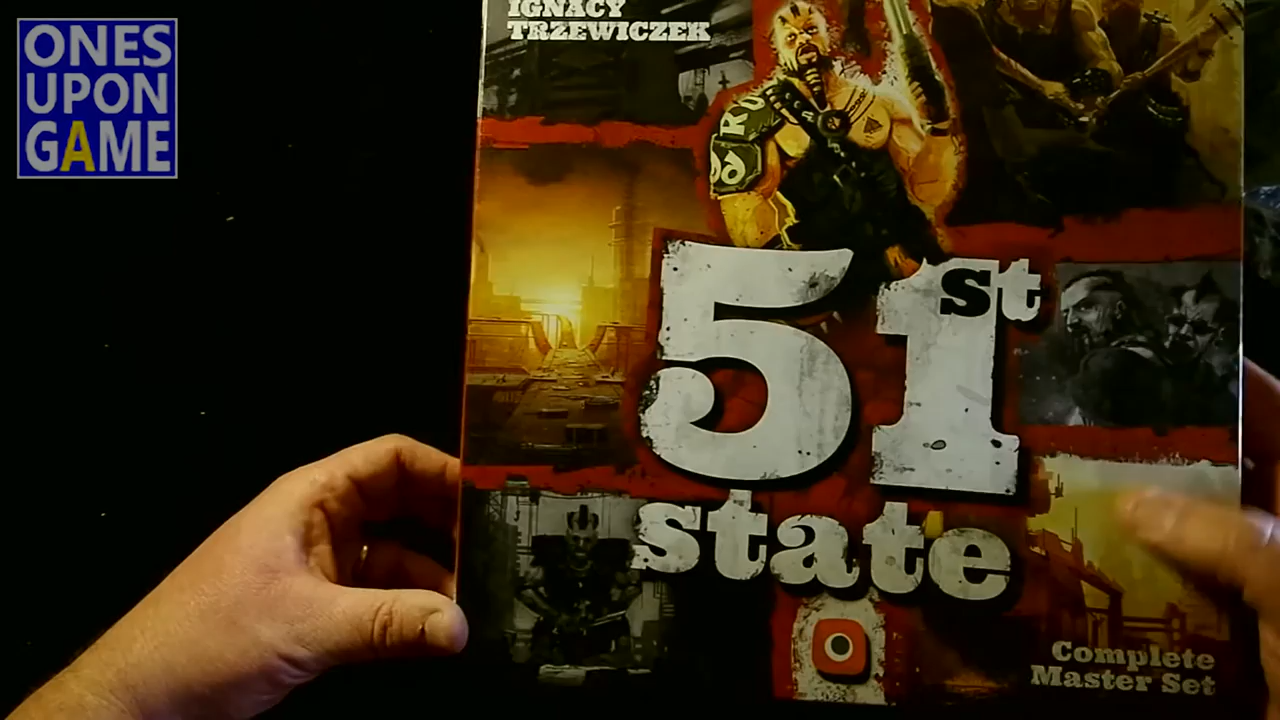 ONES
UPON
GAME
IGNACY
TRZEWICZEK
51st
state
Complete
Master Set